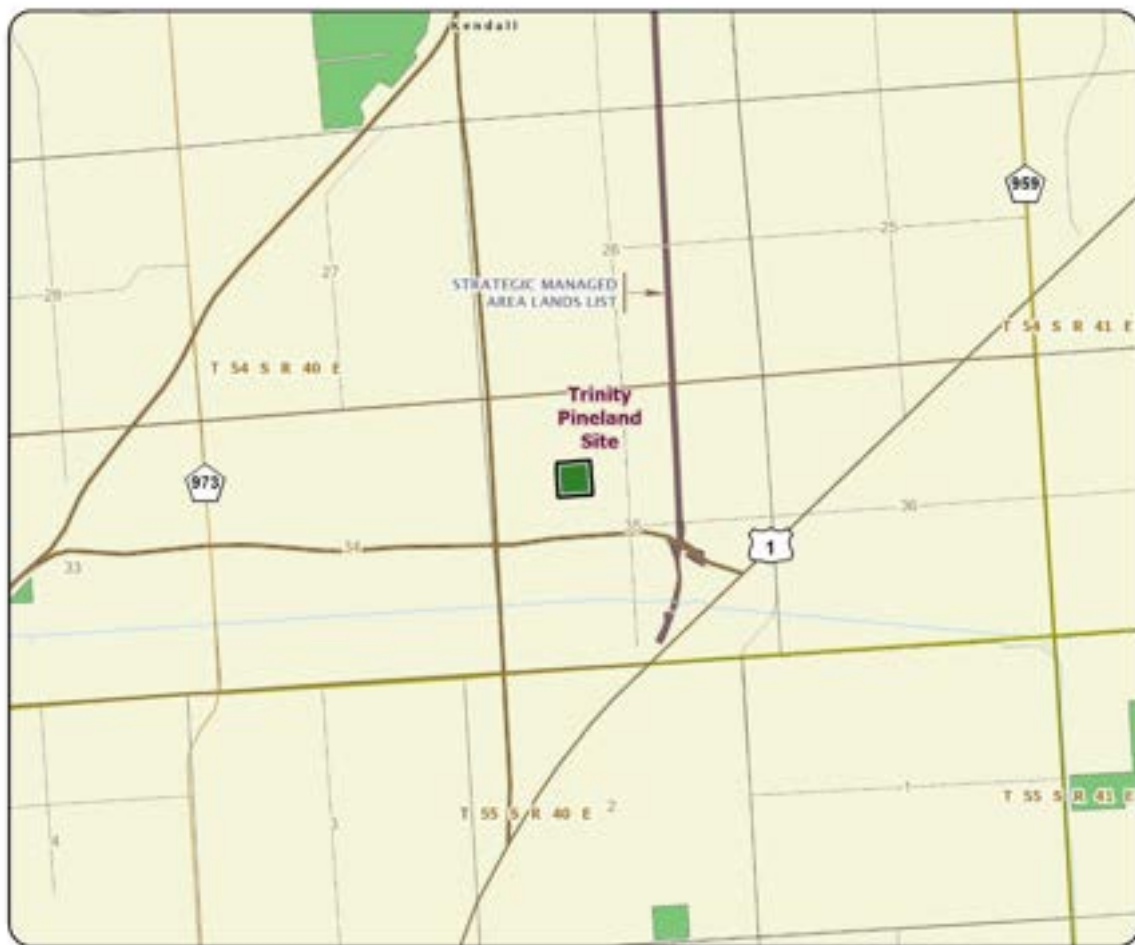 Kendall
959
26
25
27
28
STRATEGIC MANAGED
AREA LANDS LIST
T 54 S R 41 E
T 54 S R 40 E
Trinity
Pineland
Site
973
36
35
34
1
33
T 55 S R 40 E
2
1
T 55 S R 41 E
3
4